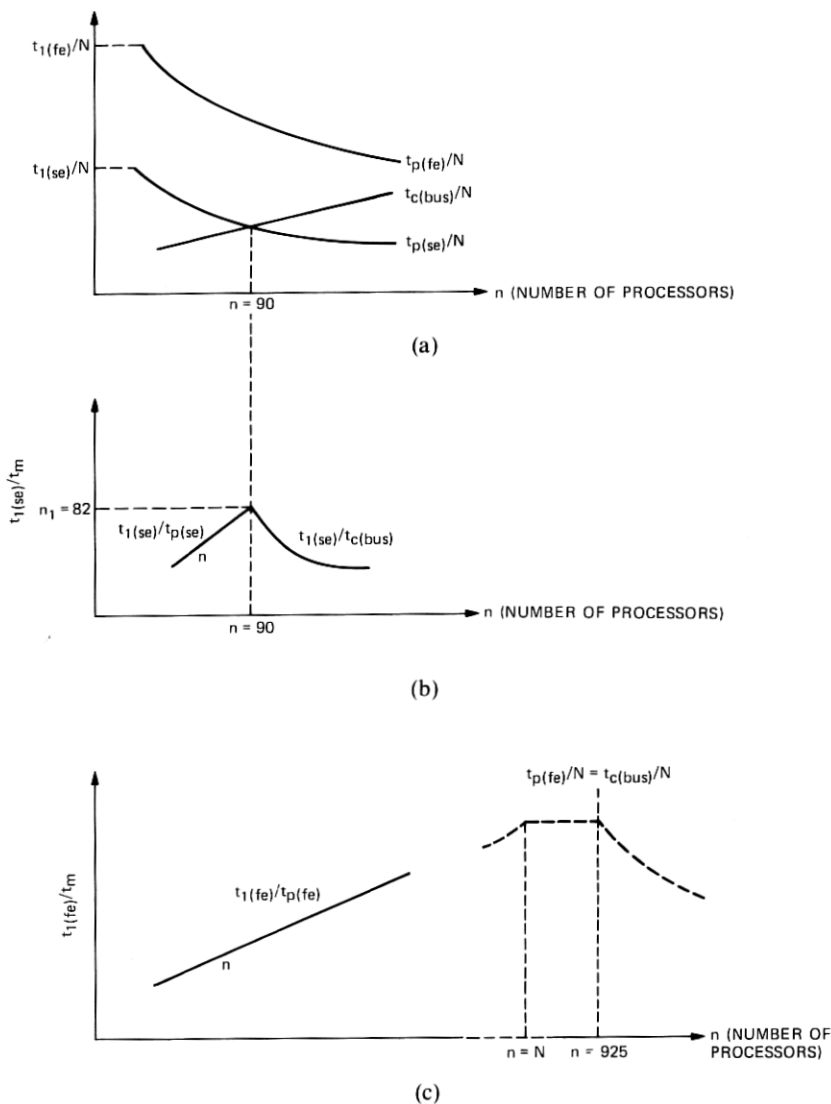 t1(fe)/N
t1(se)/N
tp(fe)/N
tc(bus)/N
tp(se)/N
n (NUMBER OF PROCESSORS)
n = 90
(a)
t1(se)/tm
n1 = 82
t1(se)/tp(se)
n
t1(se)/tc(bus)
n (NUMBER OF PROCESSORS)
n = 90
(b)
tp(fe)/N = tc(bus)/N
t1(fe)/tm
t1(fe)/tp(fe)
n
n (NUMBER OF
PROCESSORS)
n = N
n = 925
(c)